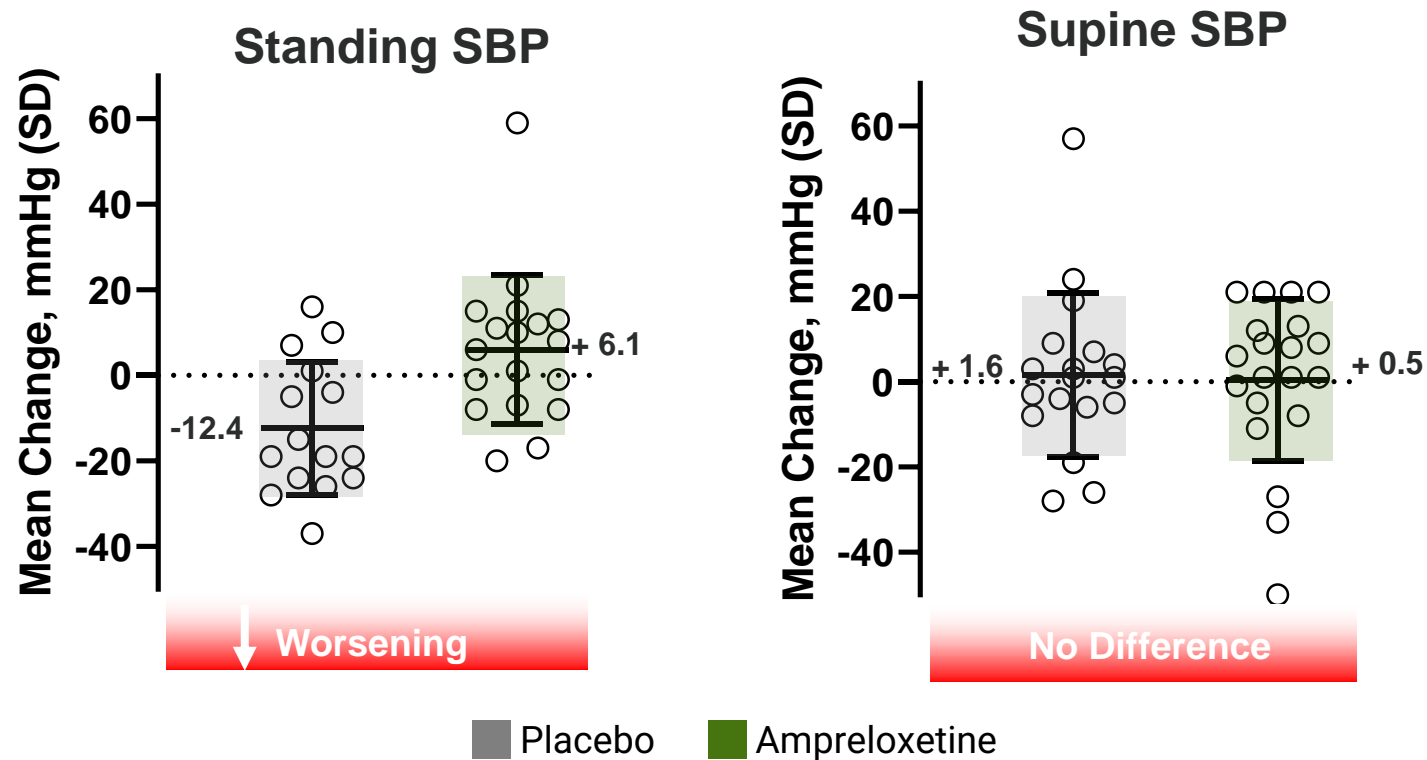 Standing SBP
Mean Change, mmHg (SD)
60
40
20
0
-20
-40
-12.4
+ 6.1
Worsening
Supine SBP
Mean Change, mmHg (SD)
60
40
20
0
-20
-40
+ 1.6
+ 0.5
No Difference
Placebo
Ampreloxetine